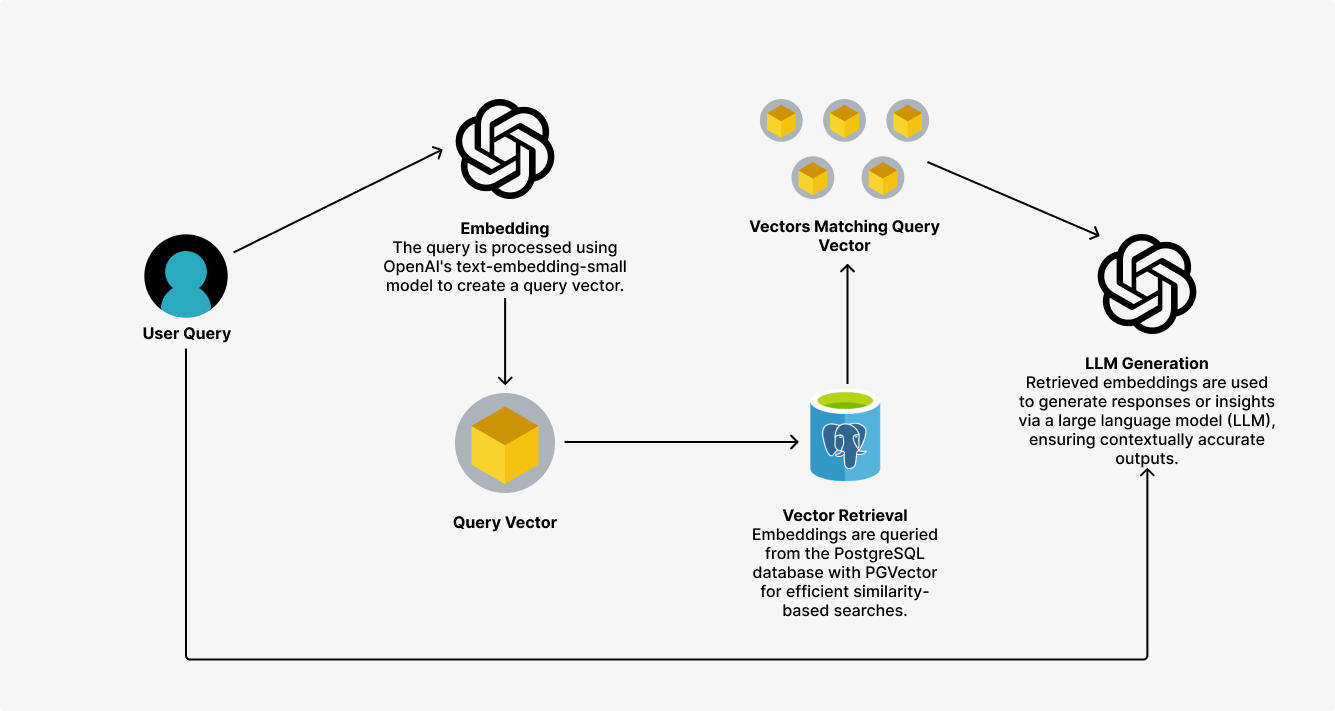 User Query
Embedding
The query is processed using
OpenAI's text-embedding-small
model to create a query vector.
Query Vector
Vectors Matching Query
Vector
Vector Retrieval
Embeddings are queried
from the PostgreSQL
database with PGVector
for efficient similarity-
based searches.
LLM Generation
Retrieved embeddings are used
to generate responses or insights
via a large language model (LLM),
ensuring contextually accurate
outputs.